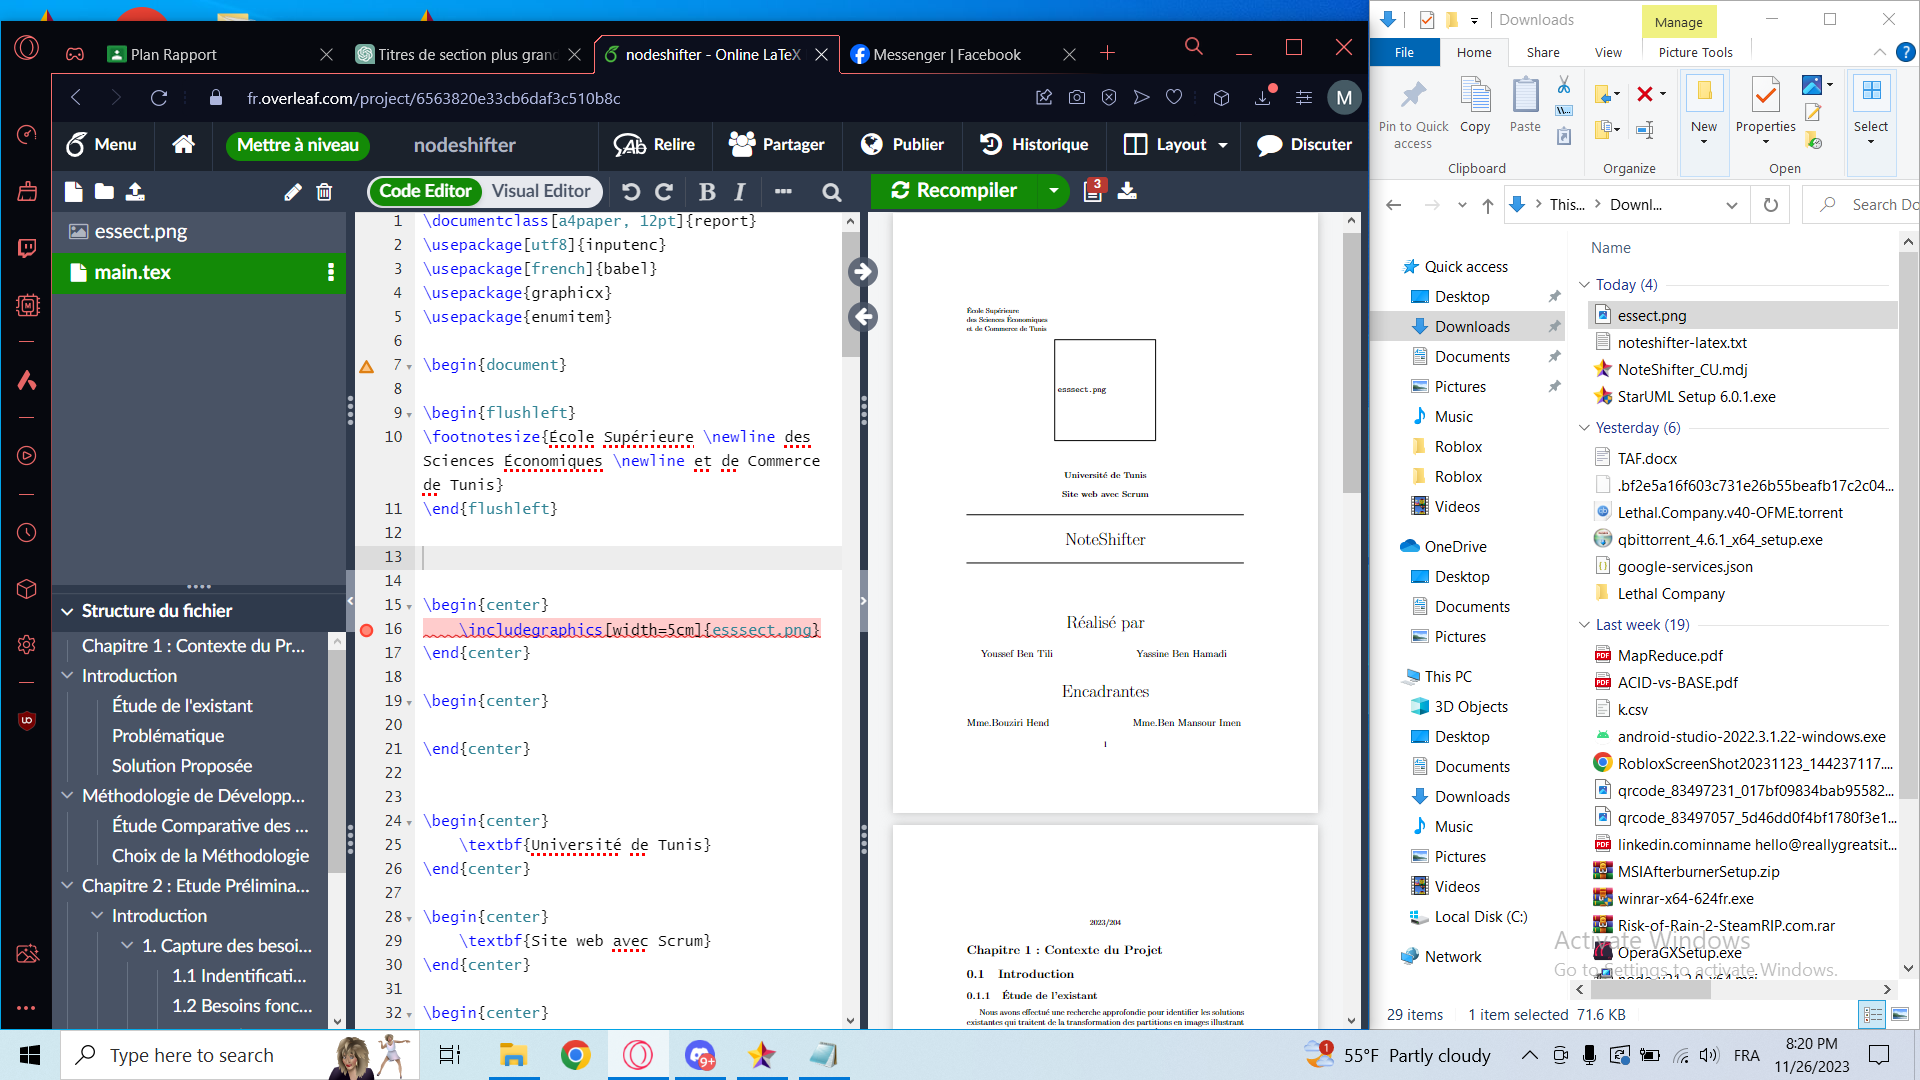 Plan Rapport
Titres de section plus grand
nodeshifter - Online LaTeX
Messenger | Facebook
fr.overleaf.com/project/6563820e33cb6daf3c510b8c
M
Menu
Mettre à niveau
nodeshifter
Relire
Partager
Publier
Historique
Layout
Discuter
Code Editor
Visual Editor
B
I
Recompiler
3
essect.png
main.tex
Structure du fichier
Chapitre 1 : Contexte du Pr...
Introduction
Étude de l'existant
Problématique
Solution Proposée
Méthodologie de Développ...
Étude Comparative des ...
Choix de la Méthodologie
Chapitre 2 : Etude Prélimina...
Introduction
1. Capture des besoi...
1.1 Indentificati...
1.2 Besoins fonc...
1 \documentclass[a4paper, 12pt]{report}
2 \usepackage[utf8]{inputenc}
3 \usepackage[french]{babel}
4 \usepackage{graphicx}
5 \usepackage{enumitem}
6
7 \begin{document}
8
9 \begin{flushleft}
10 \footnotesize{École Supérieure \newline des
Sciences Économiques \newline et de Commerce
de Tunis}
11 \end{flushleft}
12
13
14
15 \begin{center}
16 \includegraphics[width=5cm]{esssect.png}
17 \end{center}
18
19 \begin{center}
20
21 \end{center}
22
23
24 \begin{center}
25 \textbf{Université de Tunis}
26 \end{center}
27
28 \begin{center}
29 \textbf{Site web avec Scrum}
30 \end{center}
31
32 \begin{center}
École Supérieure
des Sciences Économiques
et de Commerce de Tunis
esssect.png
Université de Tunis
Site web avec Scrum
NoteShifter
Réalisé par
Youssef Ben Tili Yassine Ben Hamadi
Encadrantes
Mme.Bouziri Hend Mme.Ben Mansour Imen
1
2023/204
Chapitre 1 : Contexte du Projet
0.1 Introduction
0.1.1 Étude de l'existant
Nous avons effectué une recherche approfondie pour identifier les solutions
existantes qui traitent de la transformation des partitions en images illustrant
Downloads
Manage
File
Home
Share
View
Picture Tools
Pin to Quick
access
Copy
Paste
Clipboard
Organize
New
Properties
Open
Select
This...
Downl...
Search Do
Quick access
Desktop
Downloads
Documents
Pictures
Music
Roblox
Roblox
Videos
OneDrive
Desktop
Documents
Pictures
This PC
3D Objects
Desktop
Documents
Downloads
Music
Pictures
Videos
Local Disk (C:)
Network
Name
Today (4)
essect.png
noteshifter-latex.txt
NoteShifter_CU.mdj
StarUML Setup 6.0.1.exe
Yesterday (6)
TAF.docx
.bf2e5a16f603c731e26b55beafb17c2c04...
Lethal.Company.v40-OFME.torrent
qbittorrent_4.6.1_x64_setup.exe
google-services.json
Lethal Company
Last week (19)
MapReduce.pdf
ACID-vs-BASE.pdf
k.csv
android-studio-2022.3.1.22-windows.exe
RobloxScreenShot20231123_144237117....
qrcode_83497231_017bf09834bab95582...
qrcode_83497057_5d46dd0f4bf1780f3e1...
linkedin.cominname hello@reallygreatsit...
MSIAfterburnerSetup.zip
winrar-x64-624fr.exe
Risk-of-Rain-2-SteamRIP.com.rar
OperaGXSetup.exe
Activate Windows
Go to Settings to activate Windows.
29 items
1 item selected 71.6 KB
Type here to search
9+
1
55°F Partly cloudy
FRA
8:20 PM
11/26/2023